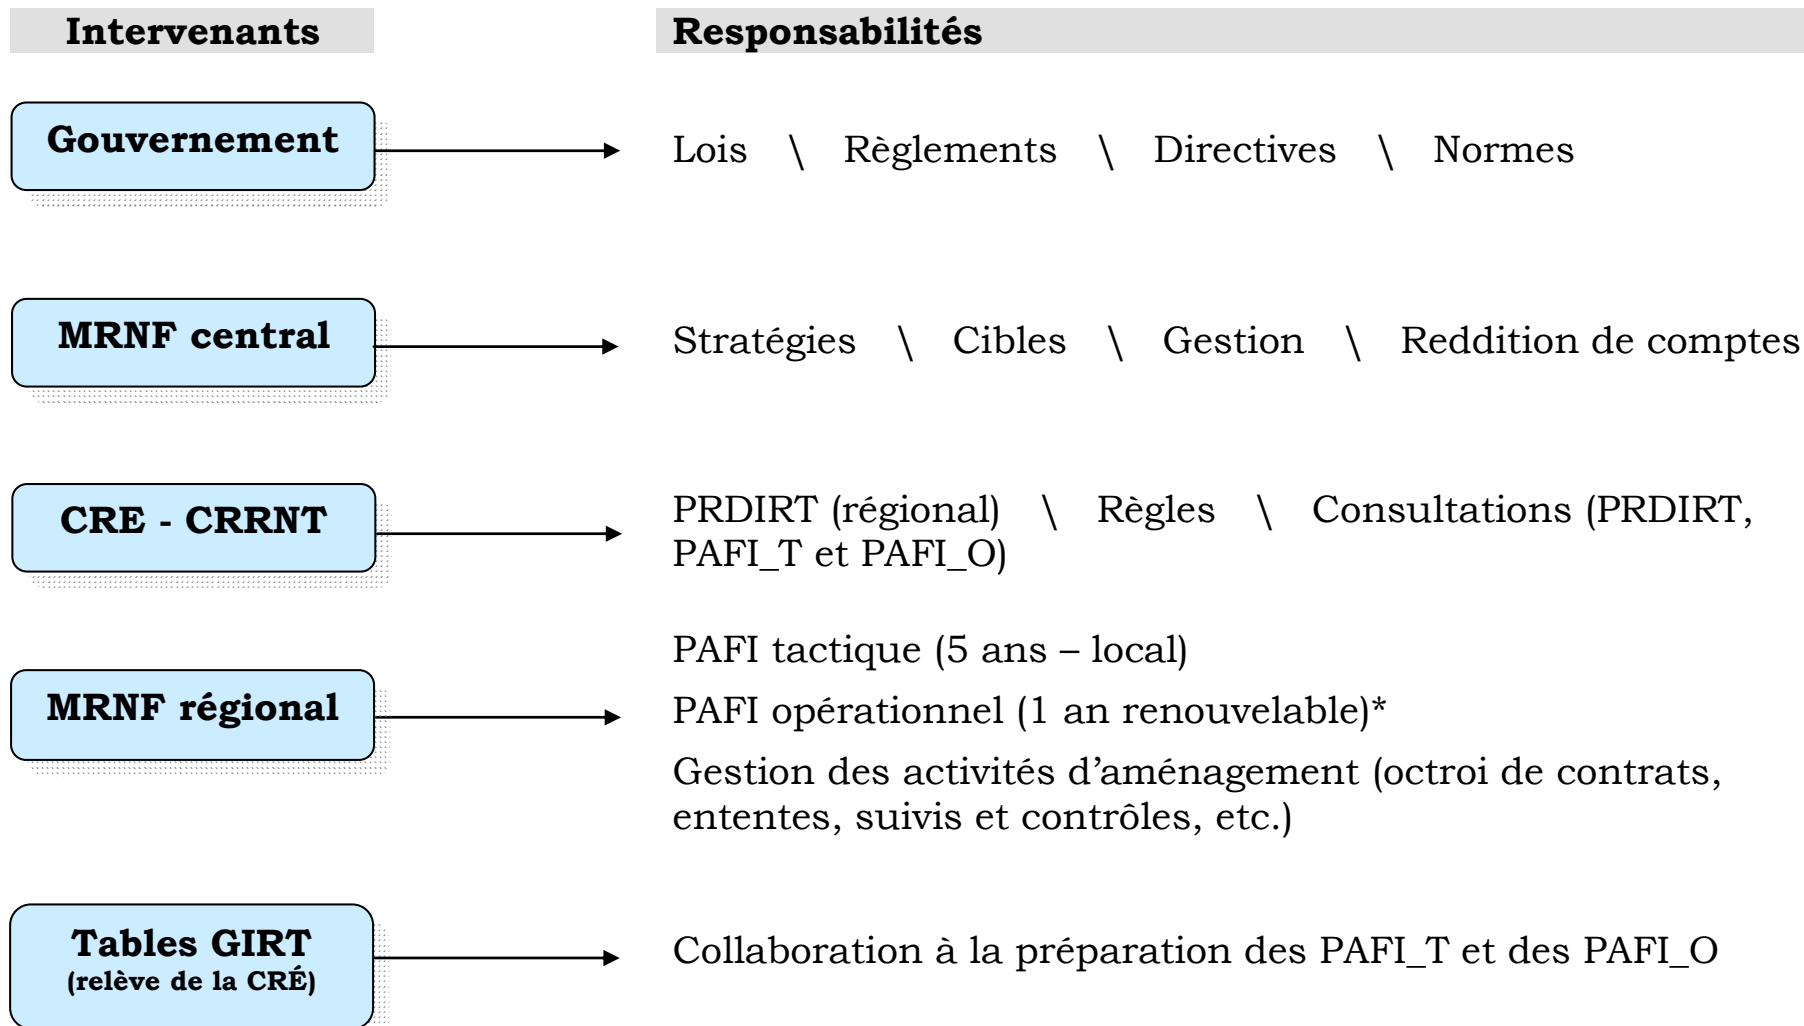 Intervenants
Responsabilités
Gouvernement
Lois \ Règlements \ Directives \ Normes
MRNF central
Stratégies \ Cibles \ Gestion \ Reddition de comptes
CRE - CRRNT
PRDIRT (régional) \ Règles \ Consultations (PRDIRT,
PAFI_T et PAFI_O)
MRNF régional
PAFI tactique (5 ans – local)
PAFI opérationnel (1 an renouvelable)*
Gestion des activités d’aménagement (octroi de contrats,
ententes, suivis et contrôles, etc.)
Tables GIRT
(relève de la CRÉ)
Collaboration à la préparation des PAFI_T et des PAFI_O